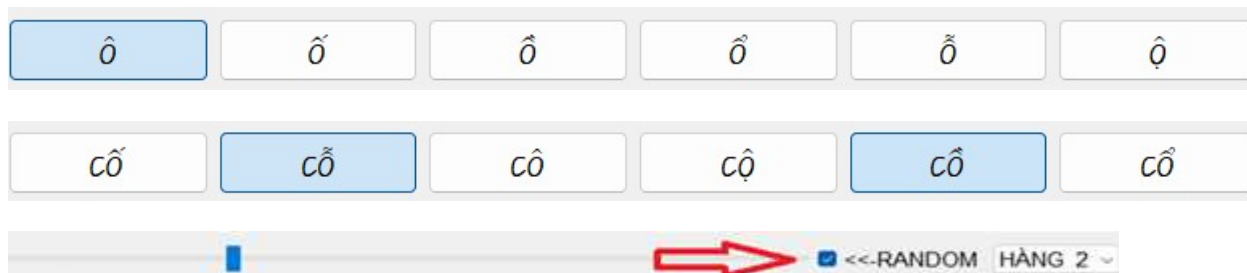 ô ố ồ ổ ỗ ộ
cố cỗ cô cộ cồ cổ
<<-RANDOM HÀNG 2